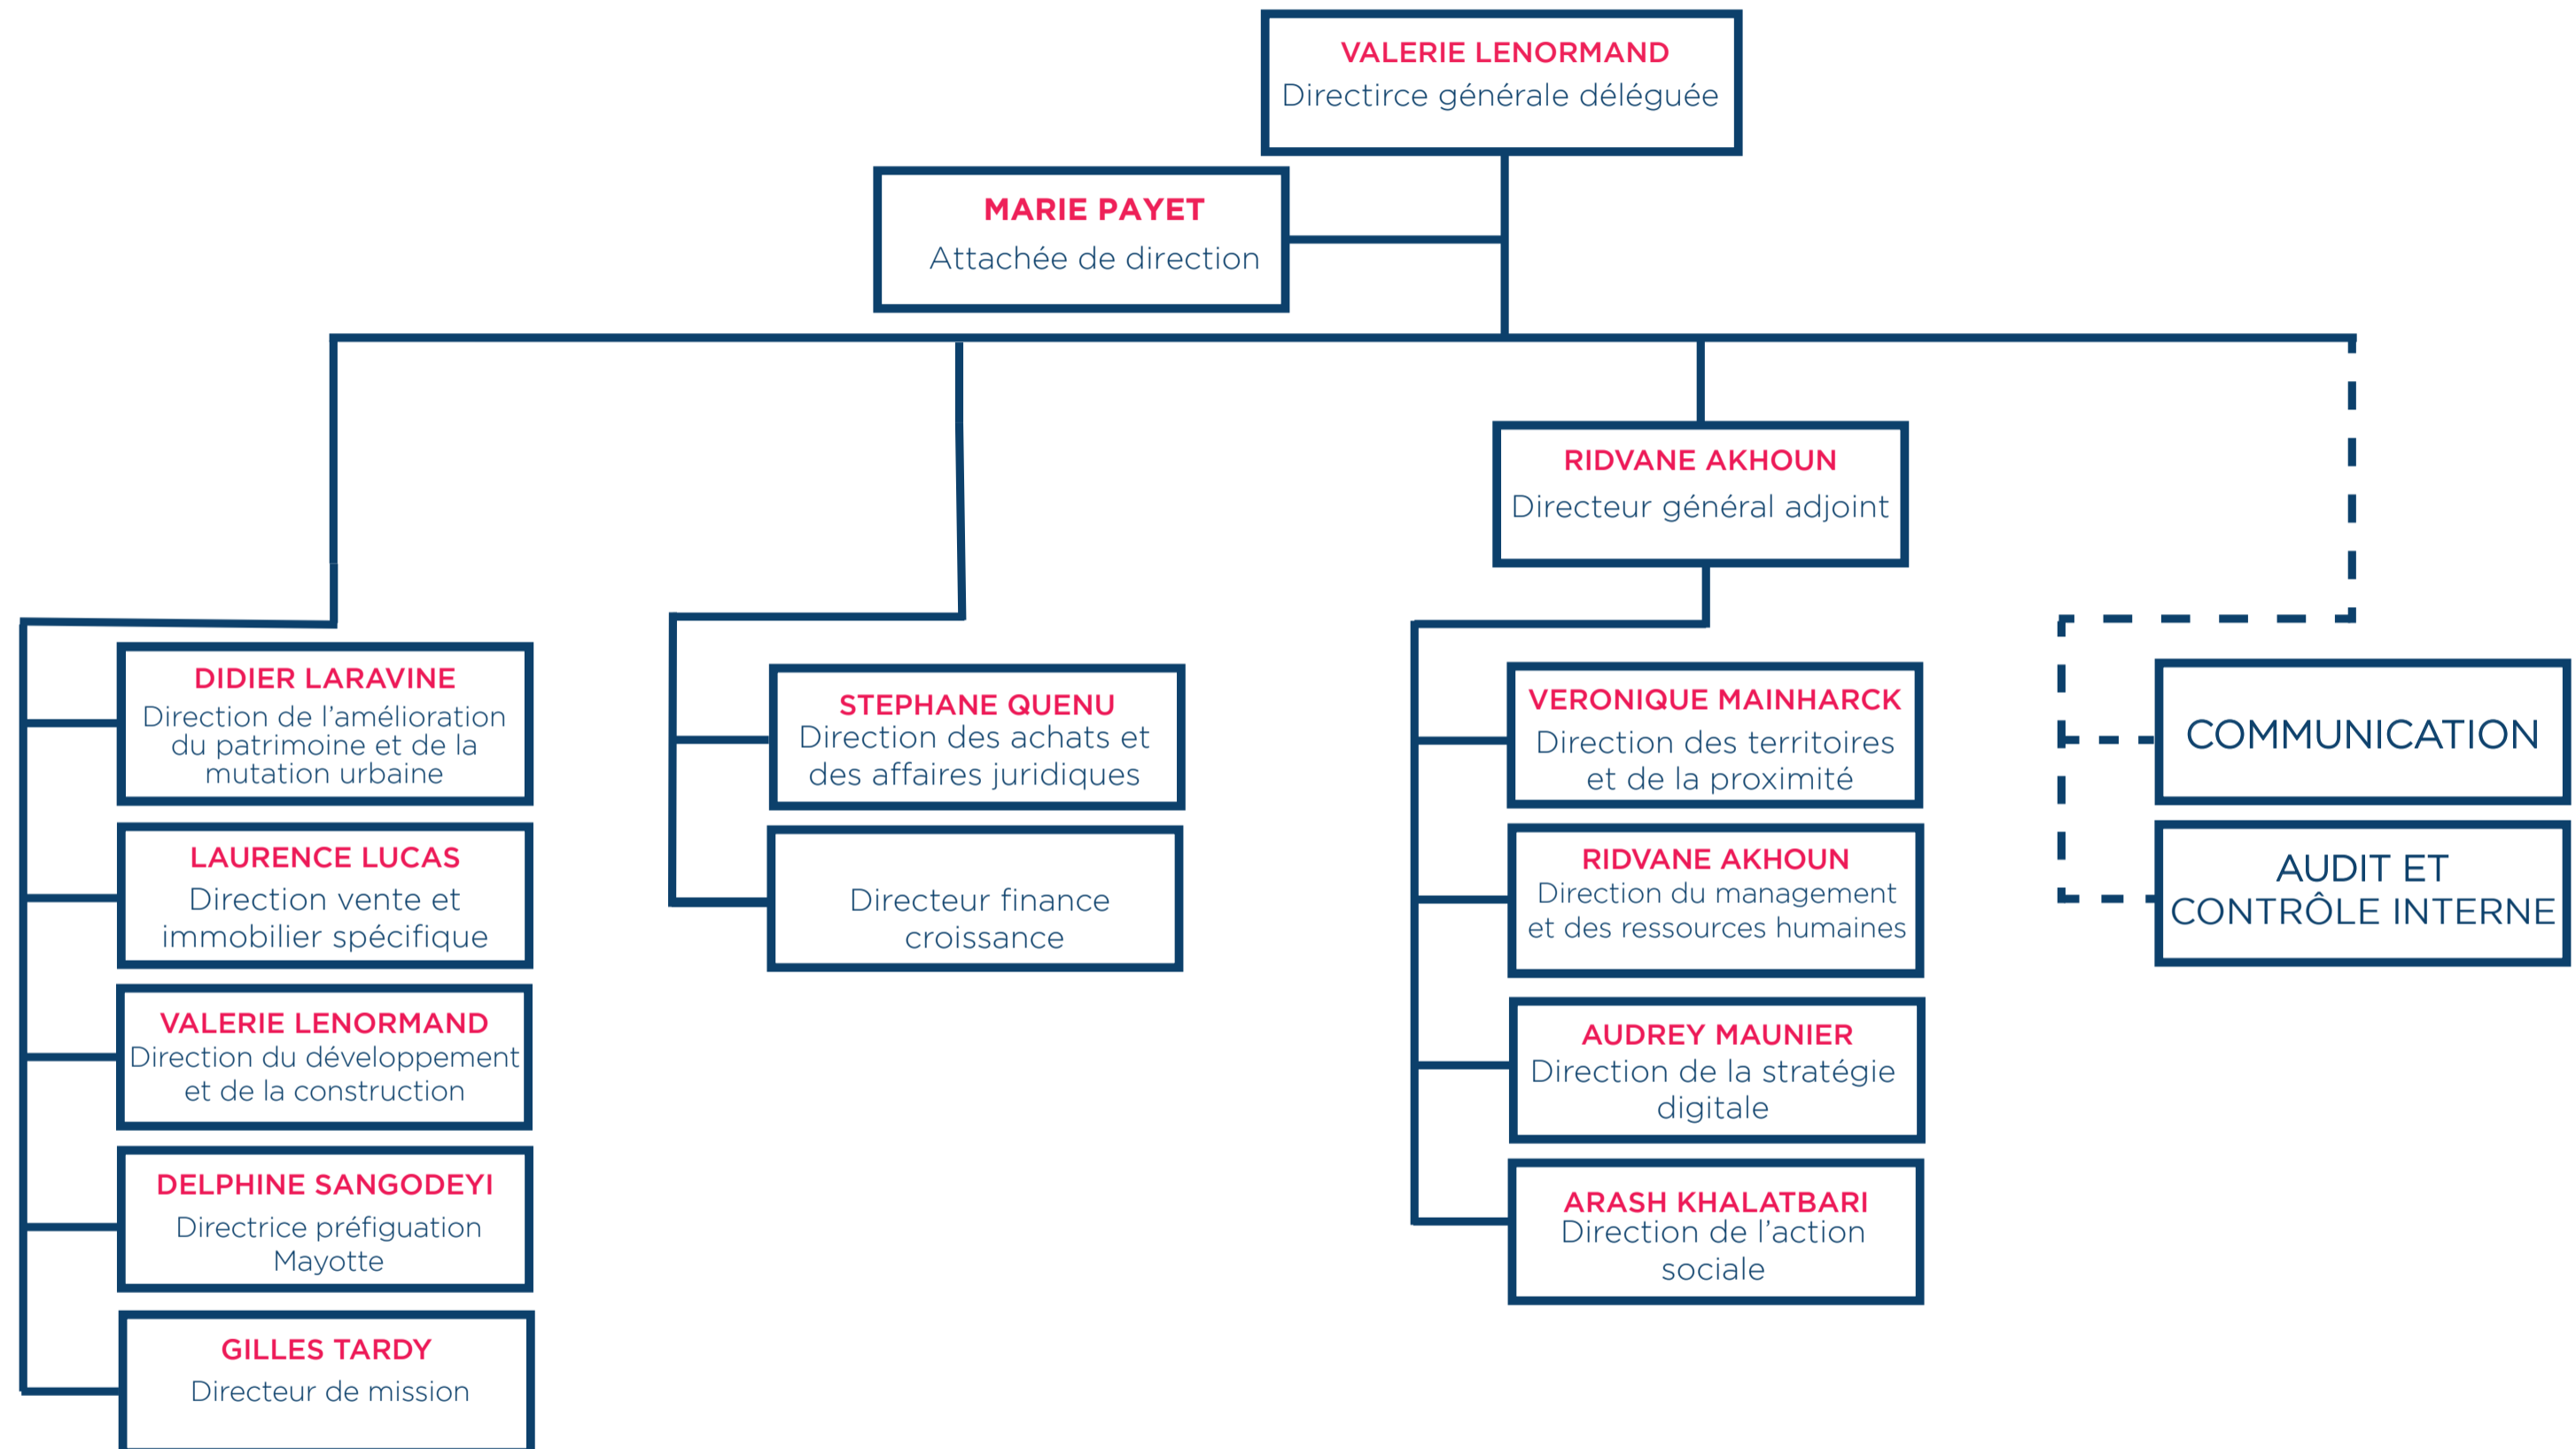 VALERIE LENORMAND
Directirce générale déléguée
MARIE PAYET
Attachée de direction
RIDVANE AKHOUN
Directeur général adjoint
DIDIER LARAVINE
Direction de l’amélioration
du patrimoine et de la
mutation urbaine
LAURENCE LUCAS
Direction vente et
immobilier spécifique
VALERIE LENORMAND
Direction du développement
et de la construction
DELPHINE SANGODEYI
Directrice préfiguation
Mayotte
GILLES TARDY
Directeur de mission
STEPHANE QUENU
Direction des achats et
des affaires juridiques
Directeur finance
croissance
VERONIQUE MAINHARCK
Direction des territoires
et de la proximité
RIDVANE AKHOUN
Direction du management
et des ressources humaines
AUDREY MAUNIER
Direction de la stratégie
digitale
ARASH KHALATBARI
Direction de l’action
sociale
COMMUNICATION
AUDIT ET
CONTRÔLE INTERNE